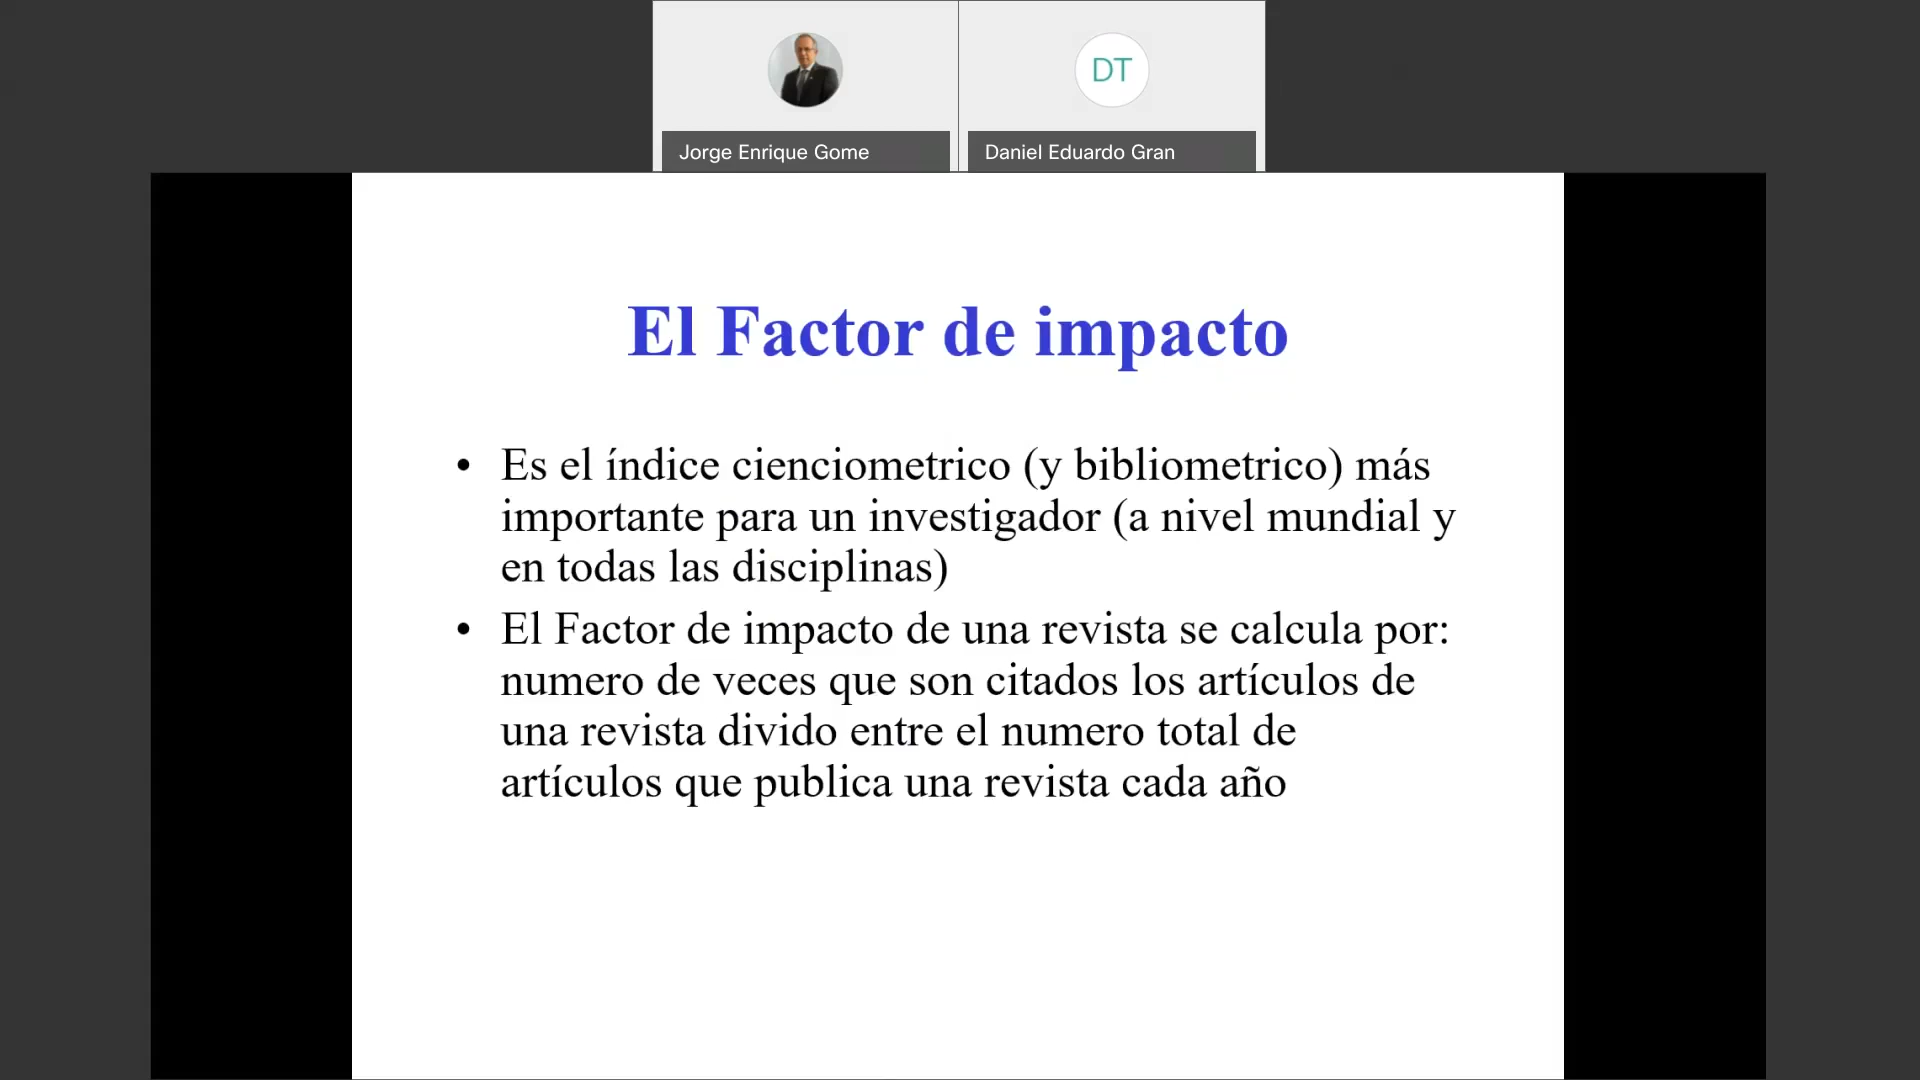 Jorge Enrique Gome
DT
Daniel Eduardo Gran
El Factor de impacto
• Es el índice cienciometrico (y bibliometrico) más
importante para un investigador (a nivel mundial y
en todas las disciplinas)
• El Factor de impacto de una revista se calcula por:
numero de veces que son citados los artículos de
una revista divido entre el numero total de
artículos que publica una revista cada año